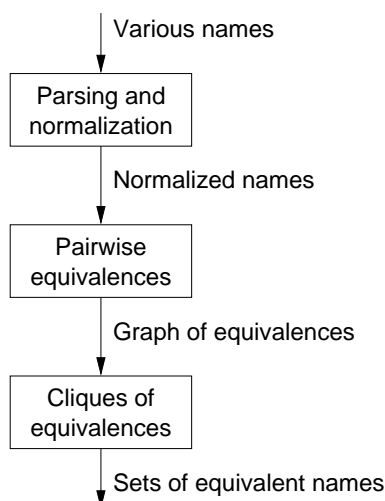 Various names
Parsing and
normalization
Normalized names
Pairwise
equivalences
Graph of equivalences
Cliques of
equivalences
Sets of equivalent names